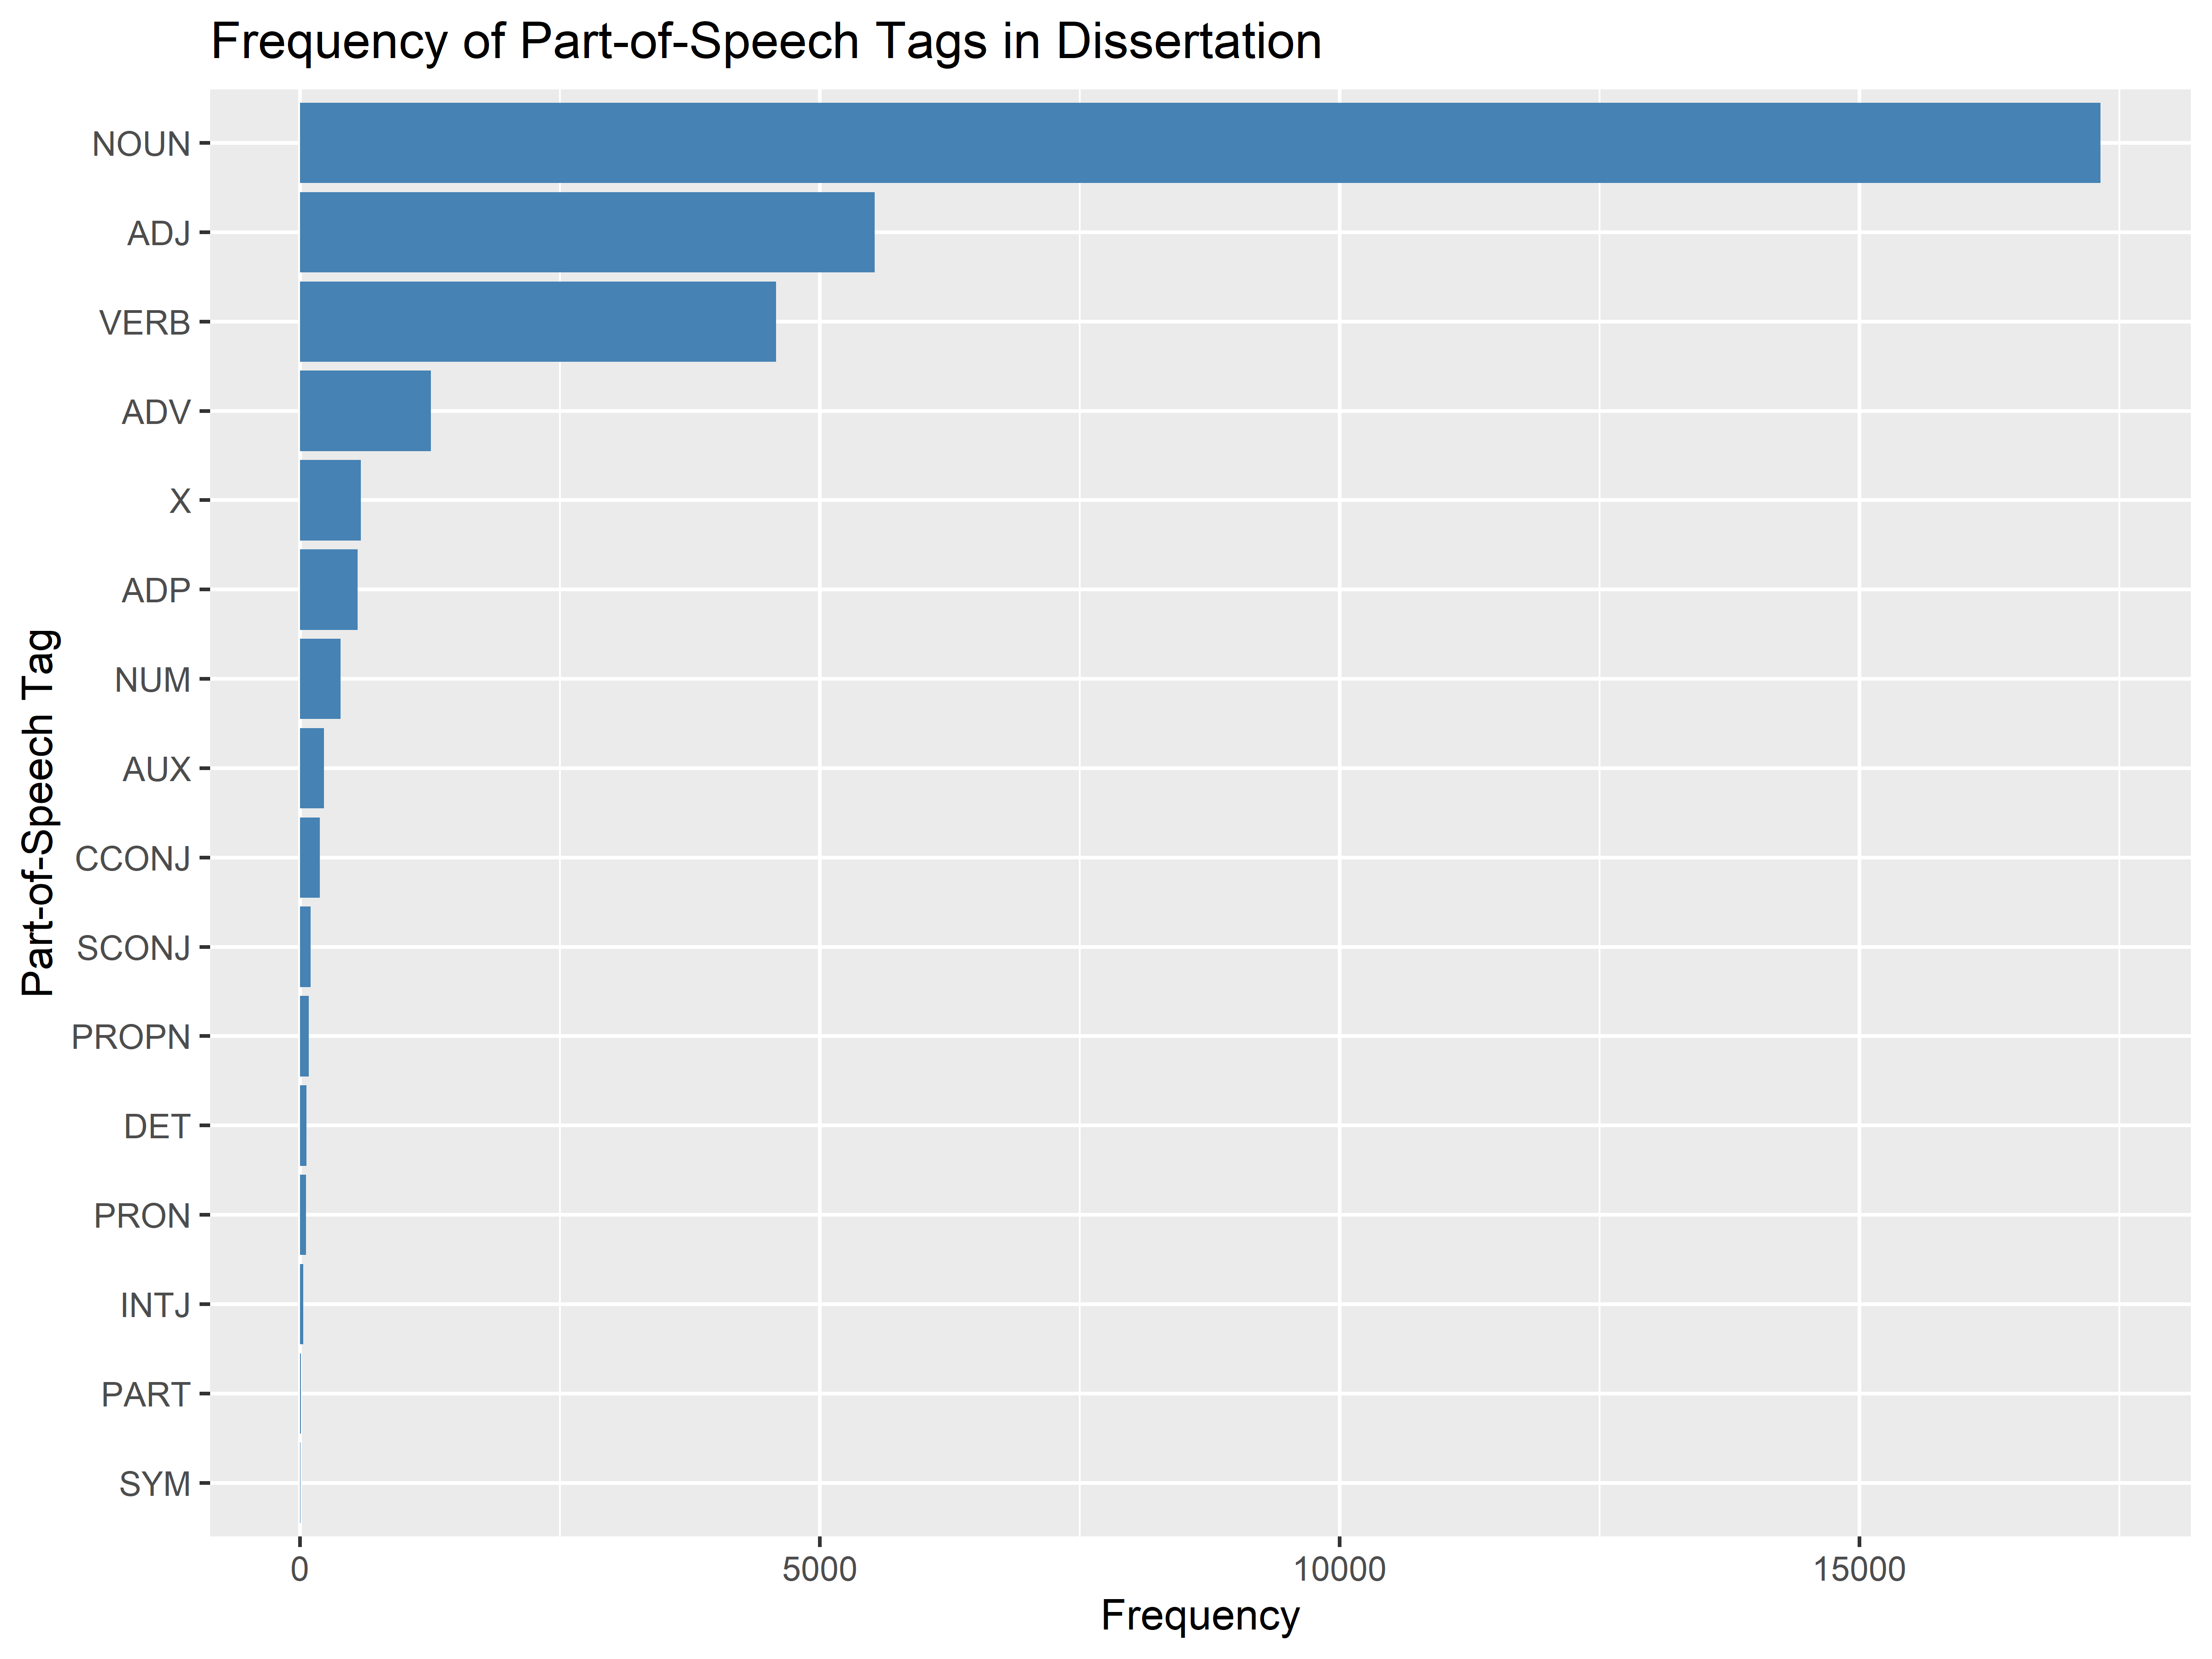 Frequency of Part-of-Speech Tags in Dissertation
Part-of-Speech Tag
NOUN
ADJ
VERB
ADV
X
ADP
NUM
AUX
CCONJ
SCONJ
PROPN
DET
PRON
INTJ
PART
SYM
0 5000 10000 15000
Frequency